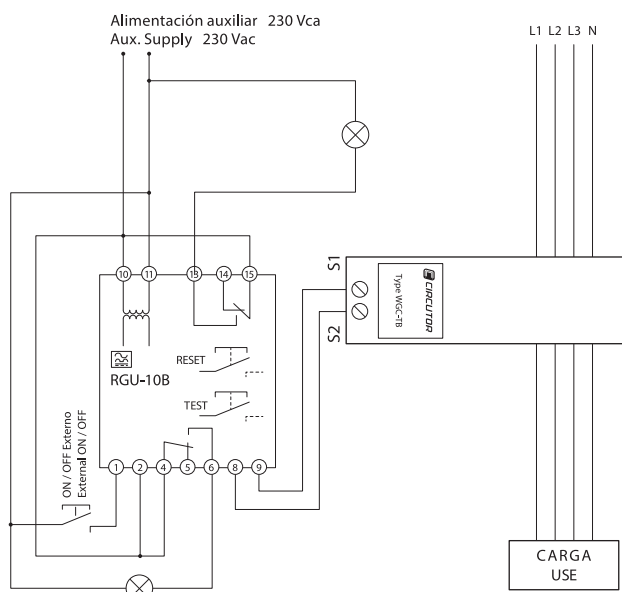 Alimentación auxiliar 230 Vca
Aux. Supply 230 Vac
L1 L2 L3 N
10 11 13 14 15
S1
S2
CIRCUTOR
Type WGC-TB
RGU-10B
RESET
TEST
ON / OFF Externo
External ON / OFF
1 2 4 5 6 8 9
CARGA
USE